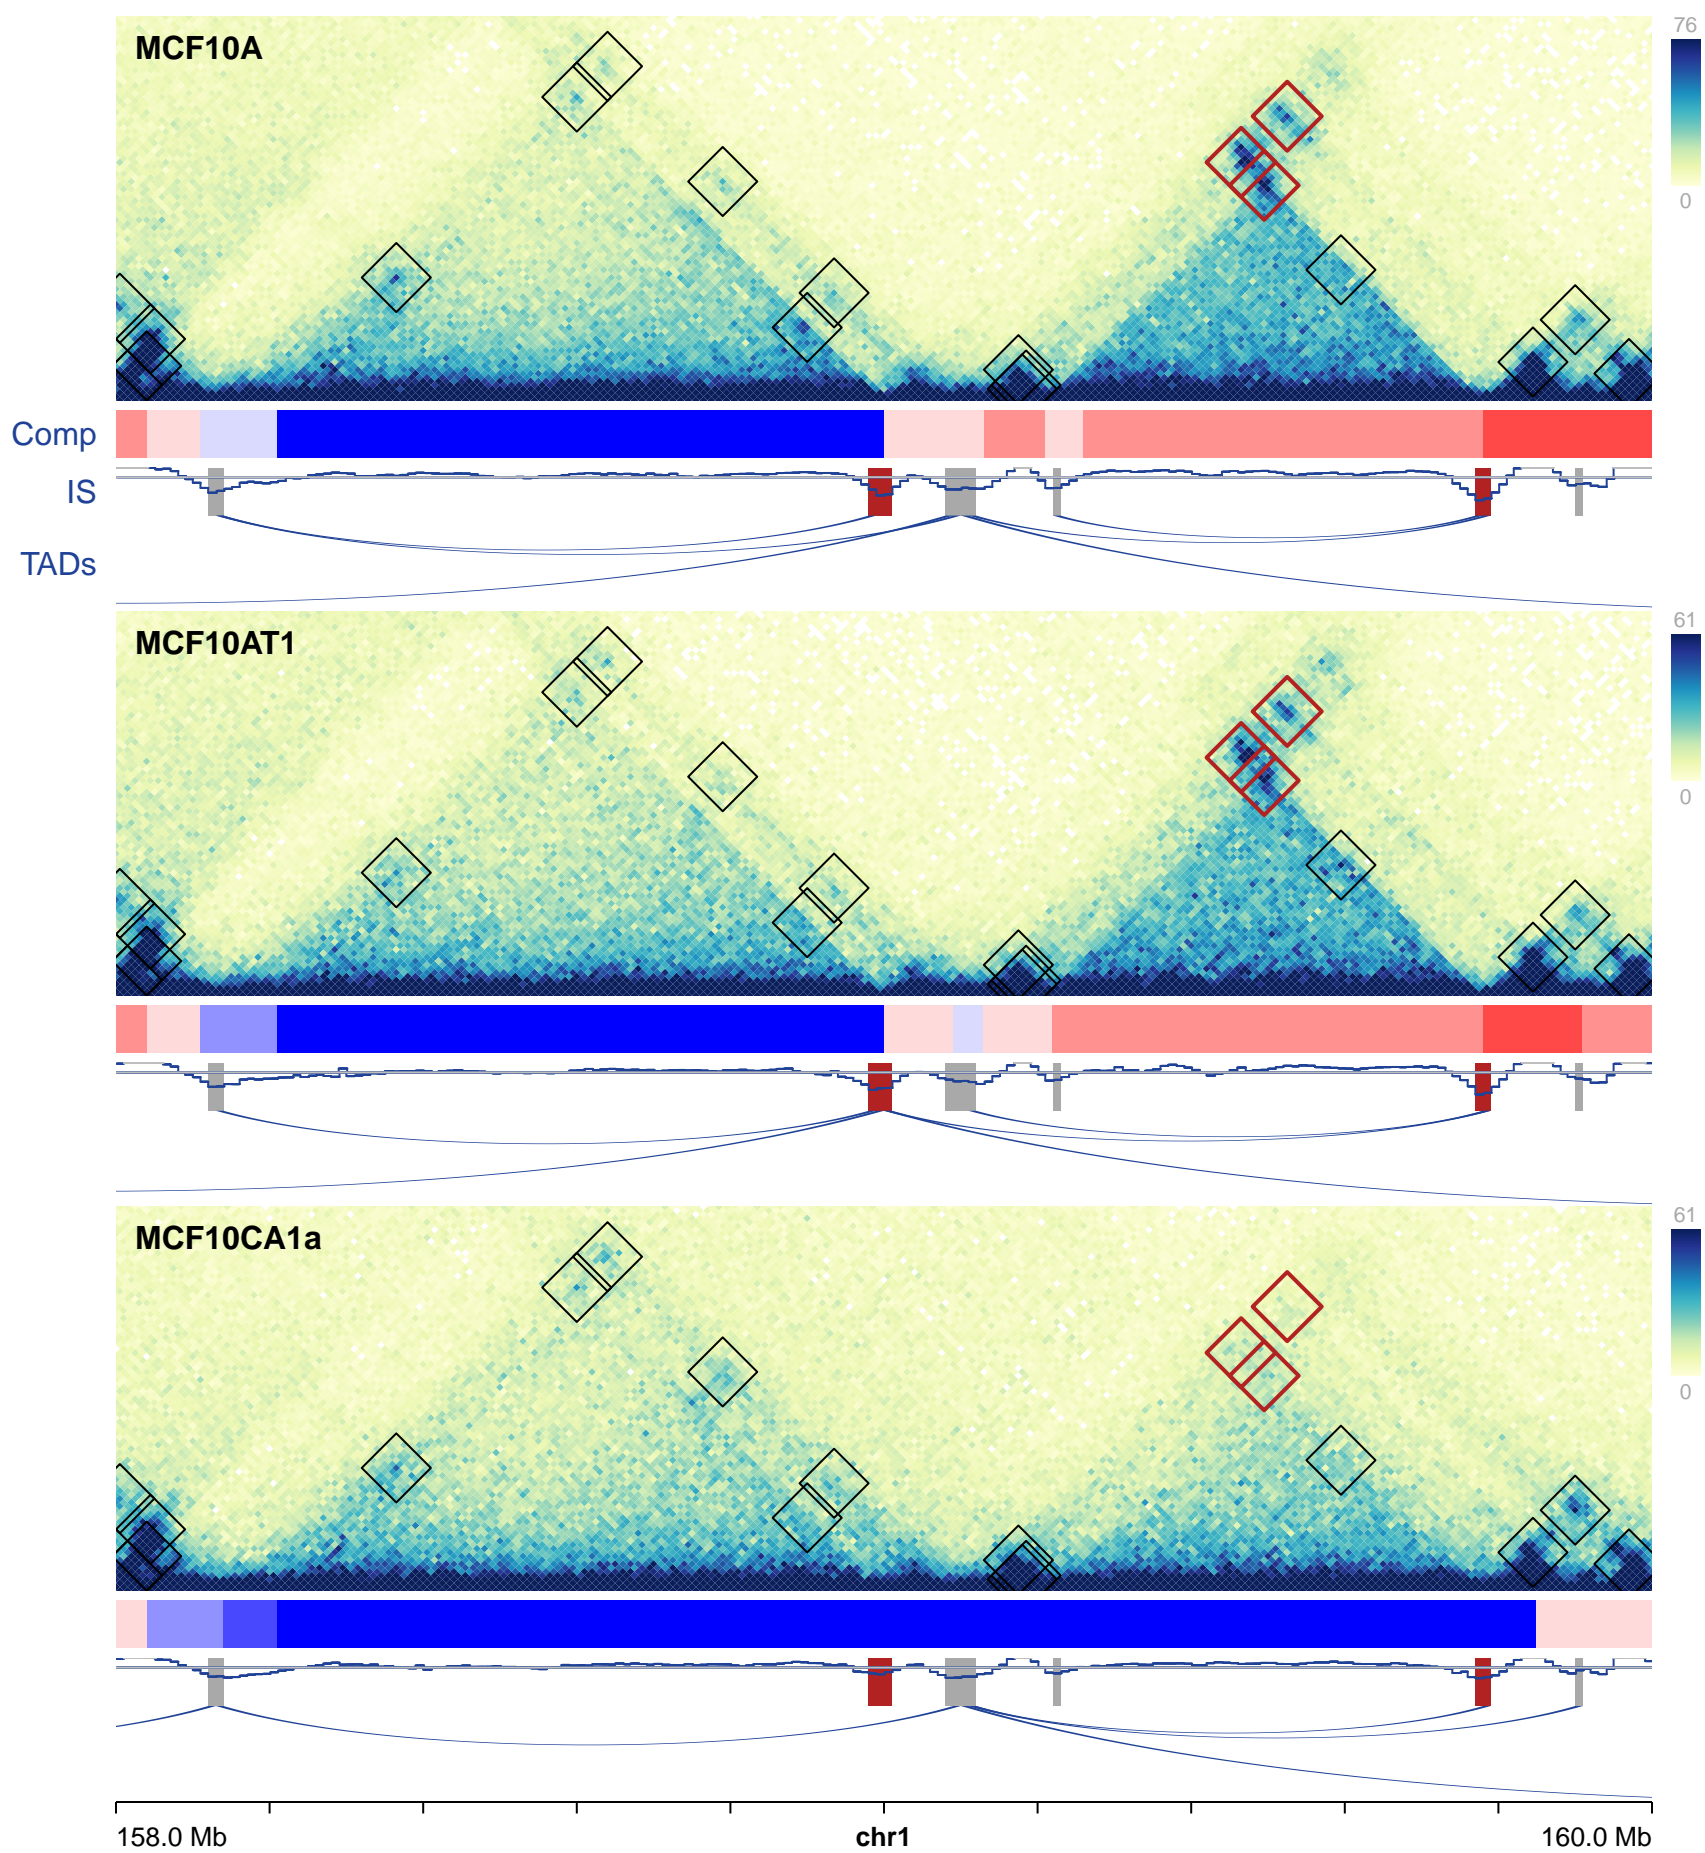 MCF10A
76
0
Comp
IS
TADs
MCF10AT1
61
0
MCF10CA1a
61
0
158.0 Mb
chr1
160.0 Mb